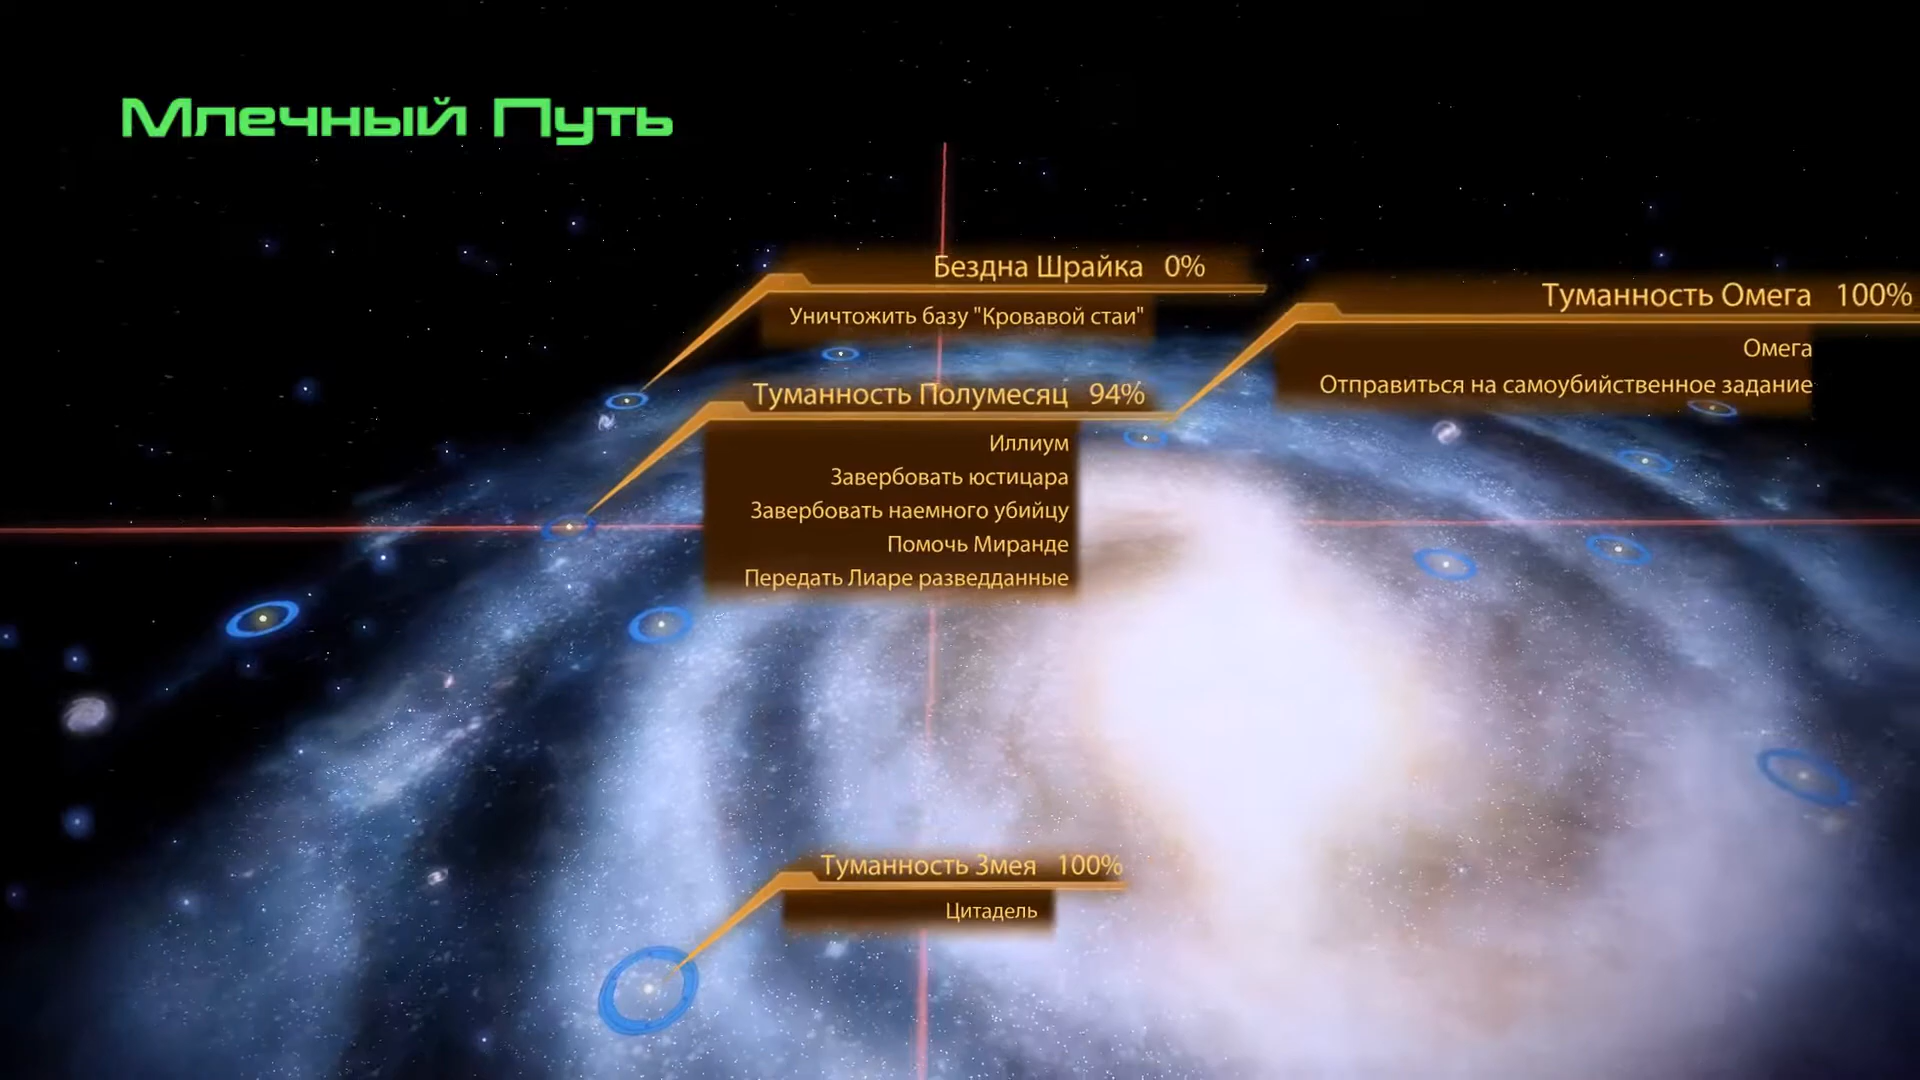 Млечный Путь
Бездна Шрайка 0%
Уничтожить базу "Кровавой стаи"
Туманность Омега 100%
Омега
Отправиться на самоубийственное задание
Туманность Полумесяц 94%
Иллиум
Завербовать юстицара
Завербовать наемного убийцу
Помочь Миранде
Передать Лиаре разведданные
Туманность Змея 100%
Цитадель